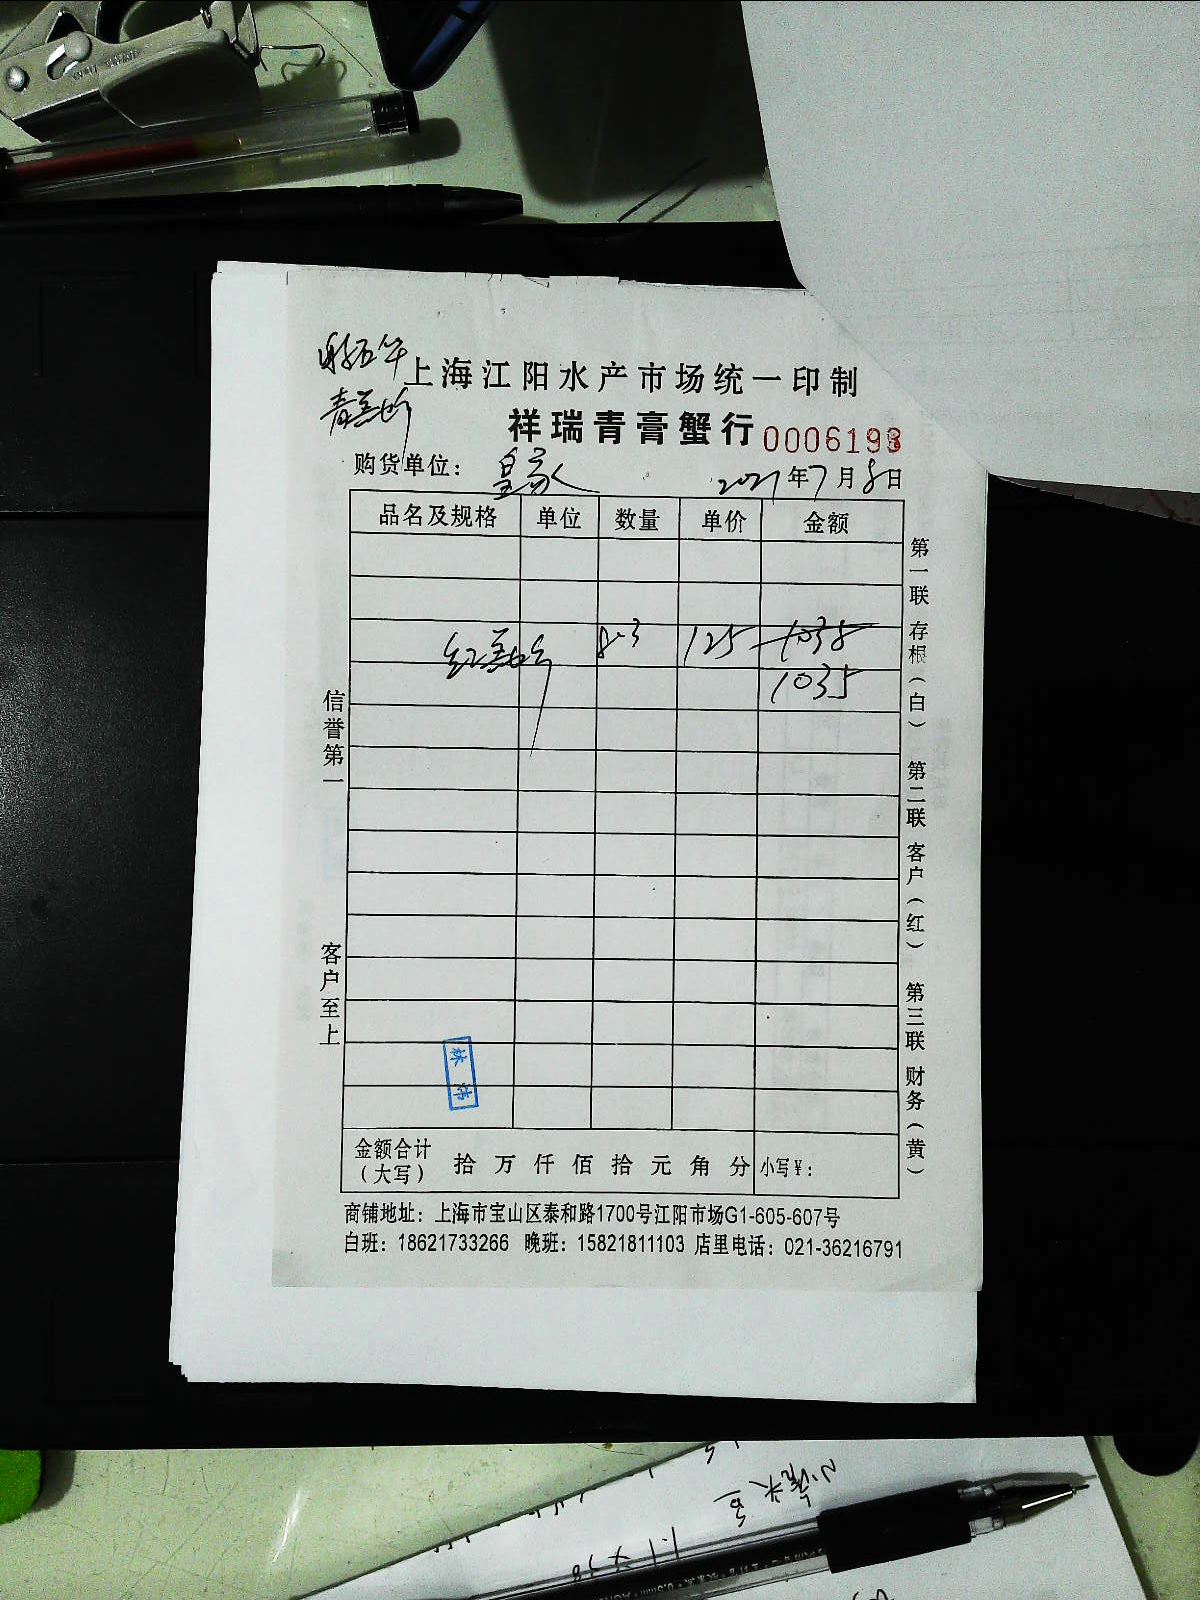 上海江阳水产市场统一印制
祥瑞青膏蟹行 0006193
购货单位： 皇家 2021年7月8日
品名及规格 单位 数量 单价 金额
8.3 125 1035
1035
信誉第一
客户至上
第一联 存根（白） 第二联 客户（红） 第三联 财务（黄）
金额合计（大写） 拾 万 仟 佰 拾 元 角 分 小写¥：
商铺地址：上海市宝山区泰和路1700号江阳市场G1-605-607号
白班：18621733266 晚班：15821811103 店里电话：021-36216791